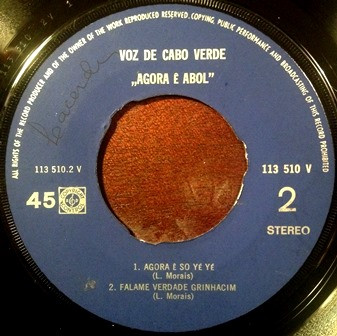 ALL RIGHTS OF THE RECORD PRODUCER AND OF THE OWNER OF THE WORK REPRODUCED RESERVED. COPYING, PUBLIC PERFORMANCE AND BROADCASTING OF THIS RECORD PROHIBITED
VOZ DE CABO VERDE
„AGORA É ABOL”
113 510.2 V
113 510 V
45
2
STEREO
1. AGORA É SO YE YE
(L. Morais)
2. FALAME VERDADE GRINHACIM
(L. Morais)